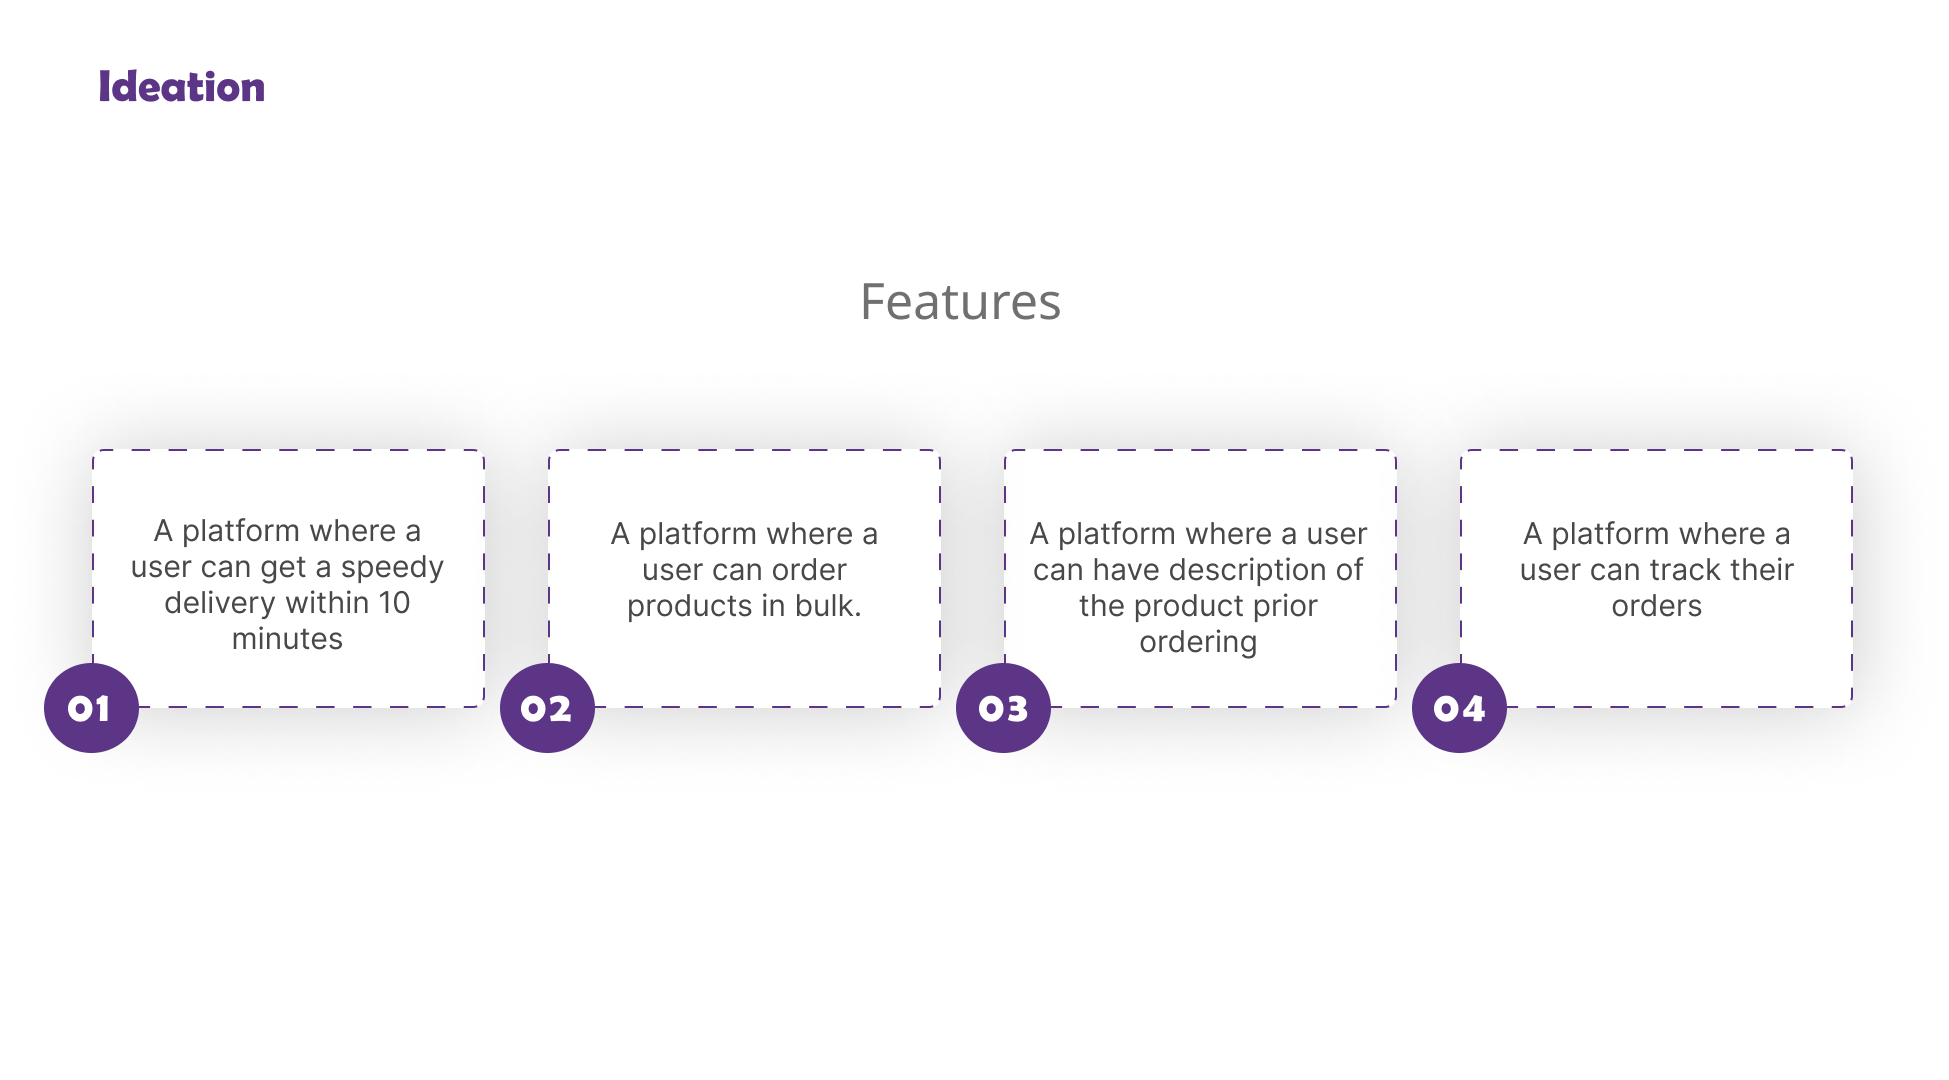 Ideation
Features
A platform where a
user can get a speedy
delivery within 10
minutes
01
A platform where a
user can order
products in bulk.
02
A platform where a user
can have description of
the product prior
ordering
03
A platform where a
user can track their
orders
04